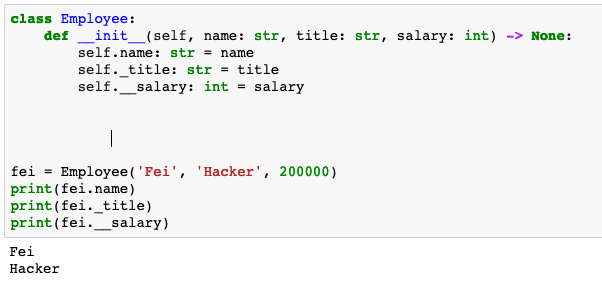 class Employee:
    def __init__(self, name: str, title: str, salary: int) -> None:
        self.name: str = name
        self._title: str = title
        self.__salary: int = salary
fei = Employee('Fei', 'Hacker', 200000)
print(fei.name)
print(fei._title)
print(fei.__salary)
Fei
Hacker